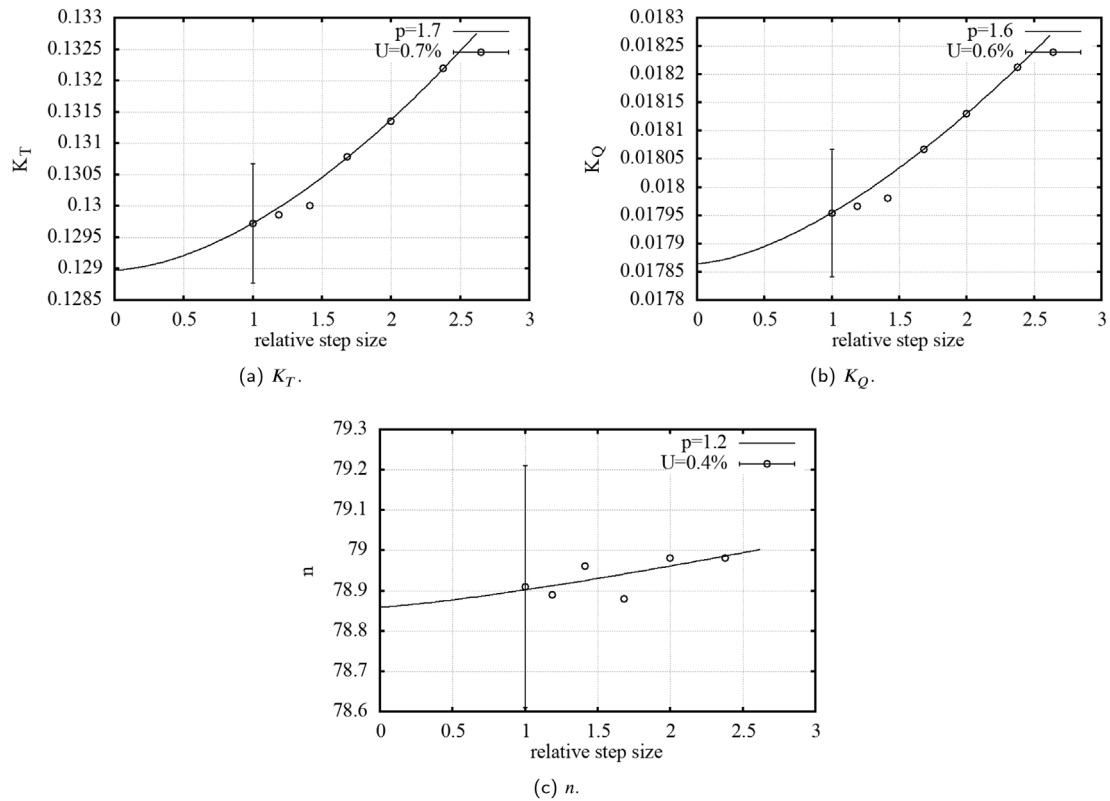 0.133
0.1325
0.132
0.1315
0.131
0.1305
0.13
0.1295
0.129
0.1285
K_T
p=1.7
U=0.7%
0 0.5 1 1.5 2 2.5 3
relative step size
(a) K_T.
0.0183
0.01825
0.0182
0.01815
0.0181
0.01805
0.018
0.01795
0.0179
0.01785
0.0178
K_Q
p=1.6
U=0.6%
0 0.5 1 1.5 2 2.5 3
relative step size
(b) K_Q.
79.3
79.2
79.1
79
78.9
78.8
78.7
78.6
n
p=1.2
U=0.4%
0 0.5 1 1.5 2 2.5 3
relative step size
(c) n.